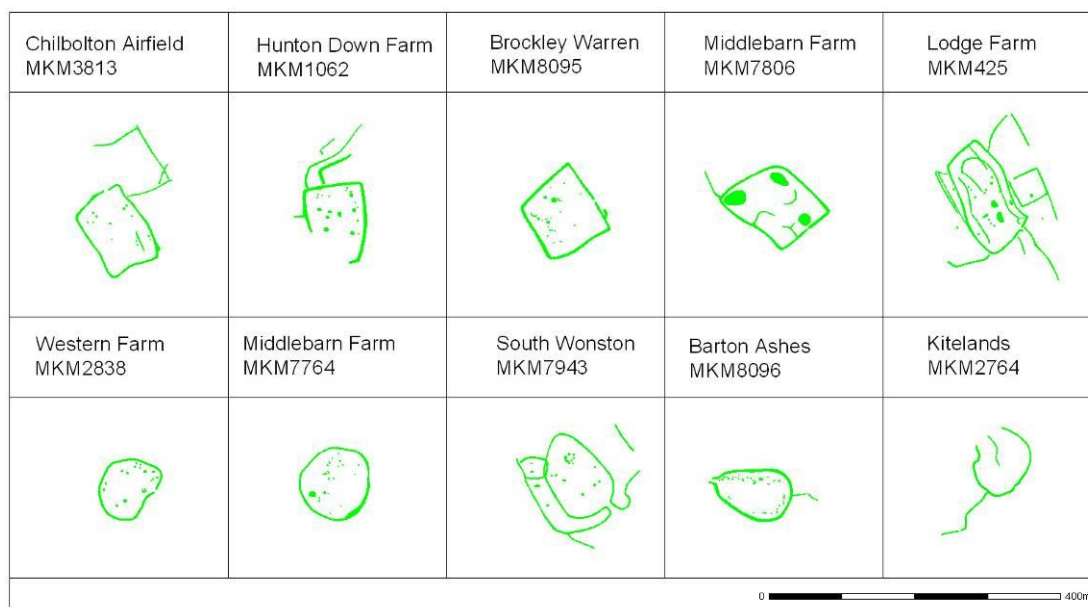 Chilbolton Airfield
MKM3813
Hunton Down Farm
MKM1062
Brockley Warren
MKM8095
Middlebarn Farm
MKM7806
Lodge Farm
MKM425
Western Farm
MKM2838
Middlebarn Farm
MKM7764
South Wonston
MKM7943
Barton Ashes
MKM8096
Kitelands
MKM2764
0 400m